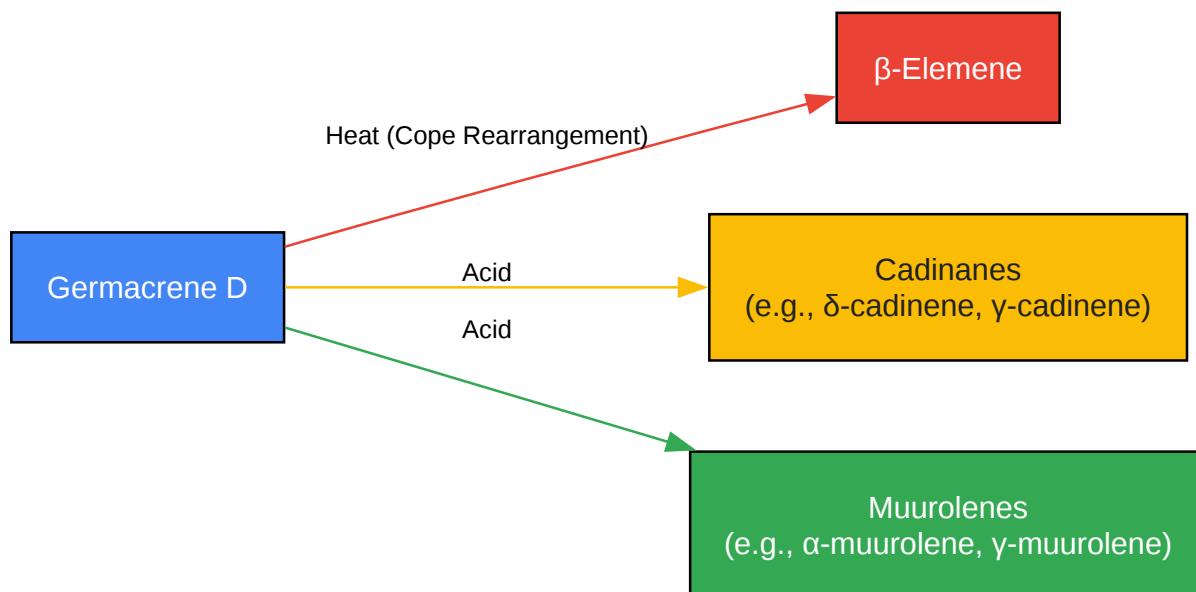 β-Elemene
Heat (Cope Rearrangement)
Germacrene D
Acid
Cadinanes
(e.g., δ-cadinene, γ-cadinene)
Acid
Muurolenes
(e.g., α-muurolene, γ-muurolene)